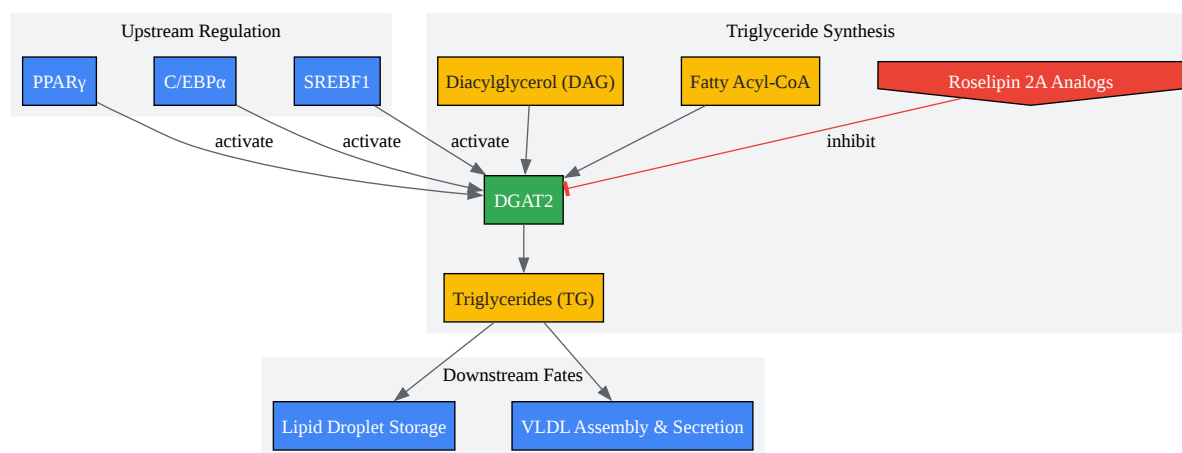 Upstream Regulation
Triglyceride Synthesis
PPARγ
C/EBPα
SREBF1
Diacylglycerol (DAG)
Fatty Acyl-CoA
Roselipin 2A Analogs
activate
activate
activate
inhibit
DGAT2
Triglycerides (TG)
Downstream Fates
Lipid Droplet Storage
VLDL Assembly & Secretion